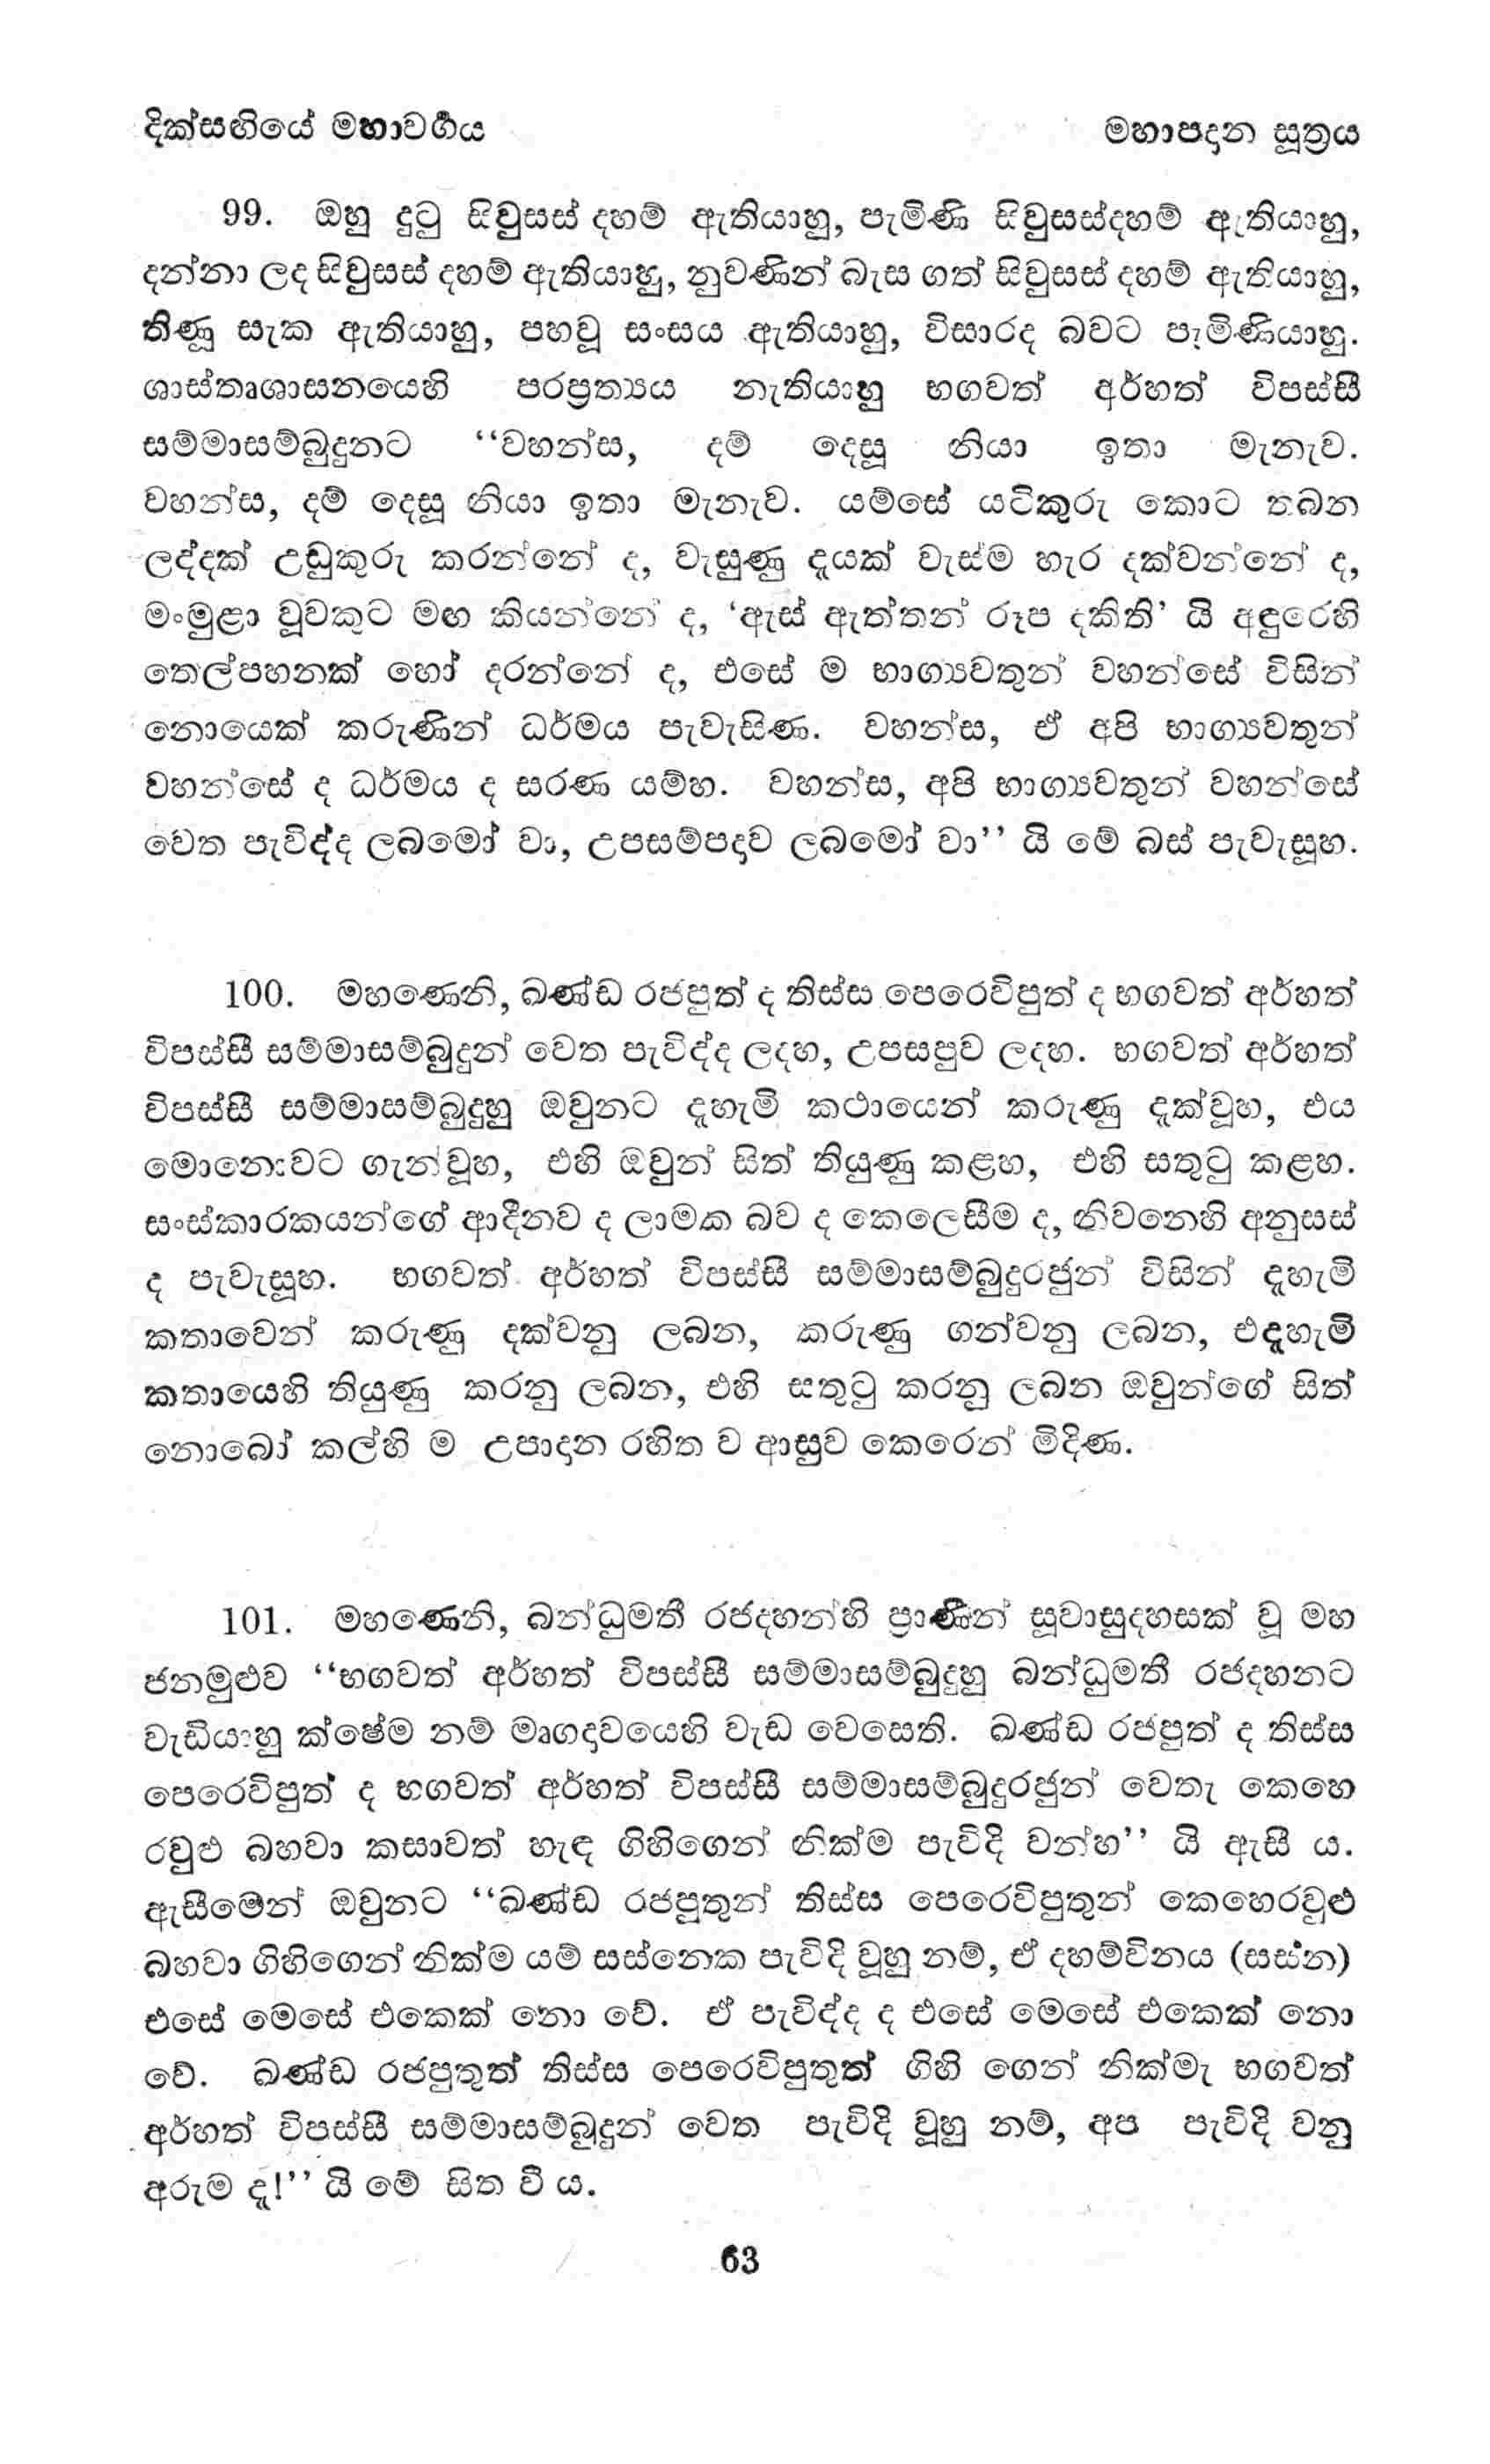 දික්සඟියේ මහාවර්‍ගය
මහාපදාන සූත්‍රය
99. ඔහු දුටු සිවුසස් දහම් ඇතියාහු, පැමිණි සිවුසස්දහම් ඇතියාහු,
දන්නා ලද සිවුසස් දහම් ඇතියාහු, නුවණින් බැස ගත් සිවුසස් දහම් ඇතියාහු,
තිණූ සැක ඇතියාහු, පහවූ සංසය ඇතියාහු, විසාරද බවට පැමිණියාහු.
ශාස්තෘශාසනයෙහි පරප්‍රත්‍යය නැතියාහු භගවත් අර්හත් විපස්සී
සම්මාසම්බුදුනට “වහන්ස, දම් දෙසූ නියා ඉතා මැනැව.
වහන්ස, දම් දෙසූ නියා ඉතා මැනැව. යම්සේ යටිකුරු කොට තබන
ලද්දක් උඩුකුරු කරන්නේ ද, වැසුණු දෑයක් වැස්ම හැර දක්වන්නේ ද,
මංමුළා වූවකුට මඟ කියන්නේ ද, ‘ඇස් ඇත්තන් රූප දකිති’ යි අඳුරෙහි
තෙල්පහනක් හෝ දරන්නේ ද, එසේ ම භාග්‍යවතුන් වහන්සේ විසින්
නොයෙක් කරුණින් ධර්මය පැවැසිණ. වහන්ස, ඒ අපි භාග්‍යවතුන්
වහන්සේ ද ධර්මය ද සරණ යම්හ. වහන්ස, අපි භාග්‍යවතුන් වහන්සේ
වෙත පැවිද්ද ලබමෝ වා, උපසම්පදාව ලබමෝ වා” යි මේ බස් පැවැසූහ.
100. මහණෙනි, ඛණ්ඩ රජපුත් ද තිස්ස පෙරෙවිපුත් ද භගවත් අර්හත්
විපස්සී සම්මාසම්බුදුන් වෙත පැවිද්ද ලදහ, උපසපුව ලදහ. භගවත් අර්හත්
විපස්සී සම්මාසම්බුදුහු ඔවුනට දැහැමි කථායෙන් කරුණු දැක්වූහ, එය
මොනොවට ගැන්වූහ, එහි ඔවුන් සිත් තියුණු කළහ, එහි සතුටු කළහ.
සංස්කාරකයන්ගේ ආදීනව ද ලාමක බව ද කෙලෙසීම ද, නිවනෙහි අනුසස්
ද පැවැසූහ. භගවත් අර්හත් විපස්සී සම්මාසම්බුදුරජුන් විසින් දැහැමි
කතාවෙන් කරුණු දක්වනු ලබන, කරුණු ගන්වනු ලබන, එදැහැමි
කතායෙහි තියුණු කරනු ලබන, එහි සතුටු කරනු ලබන ඔවුන්ගේ සිත්
නොබෝ කල්හි ම උපාදාන රහිත ව ආසුව කෙරෙන් මිදිණ.
101. මහණෙනි, බන්ධුමතී රජදහන්හි ප්‍රාණීන් සූවාසූදහසක් වූ මහ
ජනමුළුව “භගවත් අර්හත් විපස්සී සම්මාසම්බුදුහු බන්ධුමතී රජදහනට
වැඩියාහු ක්ෂේම නම් මෘගදාවයෙහි වැඩ වෙසෙති. ඛණ්ඩ රජපුත් ද තිස්ස
පෙරෙවිපුත් ද භගවත් අර්හත් විපස්සී සම්මාසම්බුදුරජුන් වෙතැ කෙහෙ
රවුළු බහවා කසාවත් හැඳ ගිහිගෙන් නික්ම පැවිදි වන්හ” යි ඇසී ය.
ඇසීමෙන් ඔවුනට “ඛණ්ඩ රජපුතුන් තිස්ස පෙරෙවිපුතුන් කෙහෙරවුළු
බහවා ගිහිගෙන් නික්ම යම් සස්නෙක පැවිදි වූහු නම්, ඒ දහම්විනය (සස්න)
එසේ මෙසේ එකෙක් නො වේ. ඒ පැවිද්ද ද එසේ මෙසේ එකෙක් නො
වේ. ඛණ්ඩ රජපුතුත් තිස්ස පෙරෙවිපුතුත් ගිහි ගෙන් නික්මැ භගවත්
අර්හත් විපස්සී සම්මාසම්බුදුන් වෙත පැවිදි වූහු නම්, අප පැවිදි වනු
අරුම දෑ!” යි මේ සිත වී ය.
63